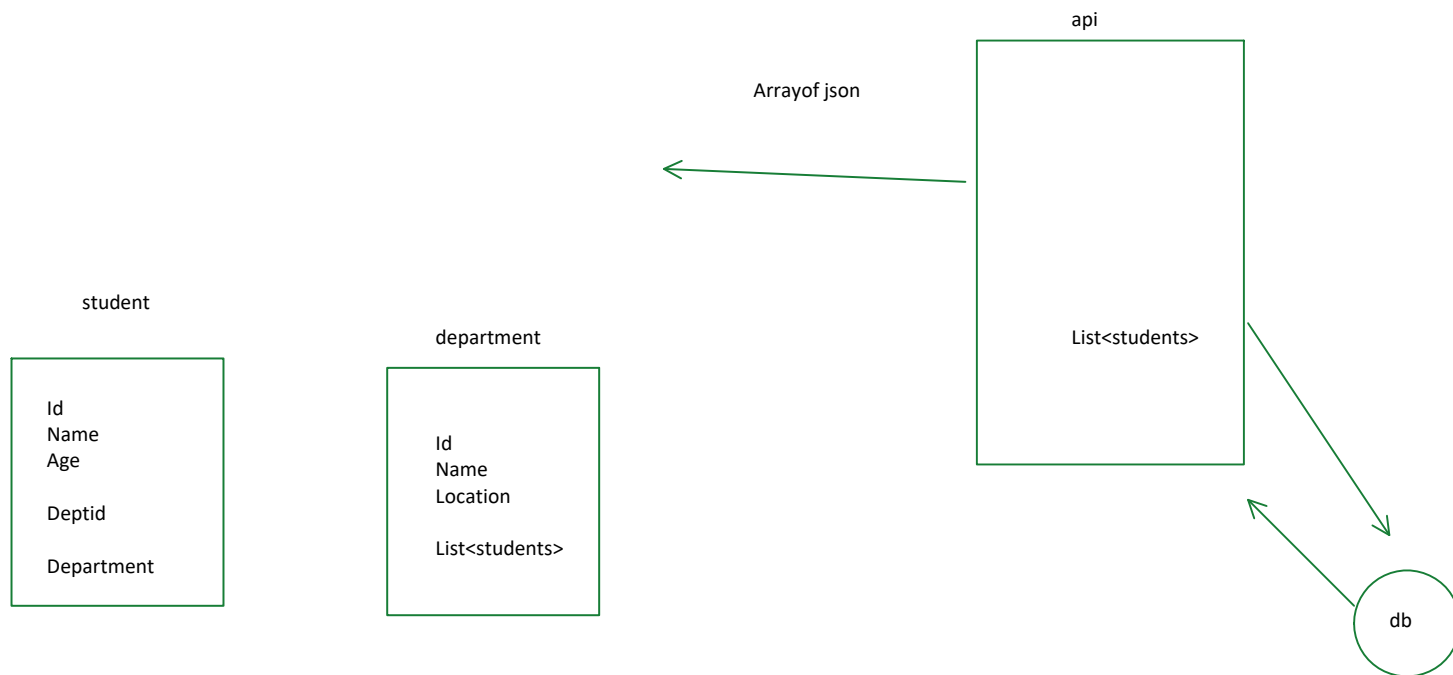 api
Arrayof json
student
department
List<students>
Id
Name
Age
Deptid
Department
Id
Name
Location
List<students>
db